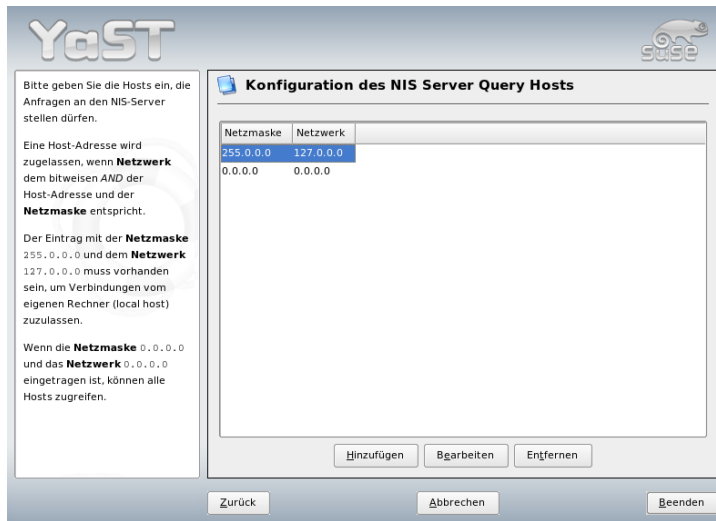 YaST
SUSE
Bitte geben Sie die Hosts ein, die
Anfragen an den NIS-Server
stellen dürfen.
Eine Host-Adresse wird
zugelassen, wenn Netzwerk
dem bitweisen AND der
Host-Adresse und der
Netzmaske entspricht.
Der Eintrag mit der Netzmaske
255.0.0.0 und dem Netzwerk
127.0.0.0 muss vorhanden
sein, um Verbindungen vom
eigenen Rechner (local host)
zuzulassen.
Wenn die Netzmaske 0.0.0.0
und das Netzwerk 0.0.0.0
eingetragen ist, können alle
Hosts zugreifen.
Konfiguration des NIS Server Query Hosts
Netzmaske Netzwerk
255.0.0.0 127.0.0.0
0.0.0.0 0.0.0.0
Hinzufügen Bearbeiten Entfernen
Zurück Abbrechen Beenden